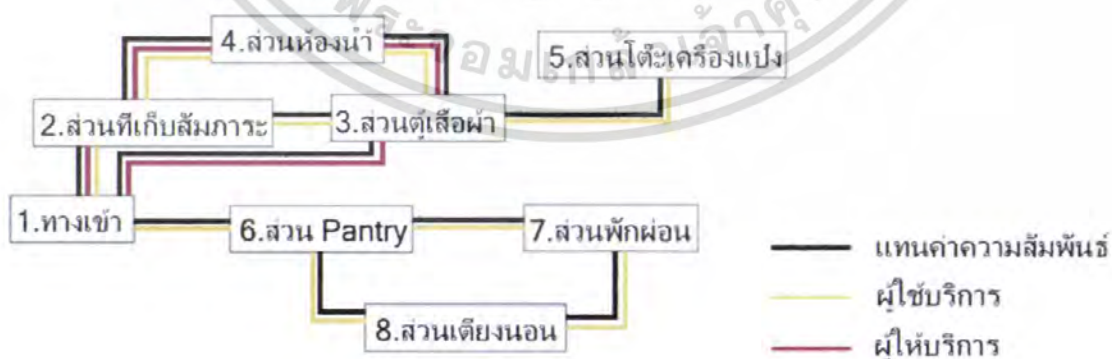 4.ส่วนห้องน้ำ
5.ส่วนโต๊ะเครื่องแป้ง
2.ส่วนที่เก็บสัมภาระ
3.ส่วนตู้เสื้อผ้า
1.ทางเข้า
6.ส่วน Pantry
7.ส่วนพักผ่อน
8.ส่วนเตียงนอน
แทนค่าความสัมพันธ์
ผู้ใช้บริการ
ผู้ให้บริการ